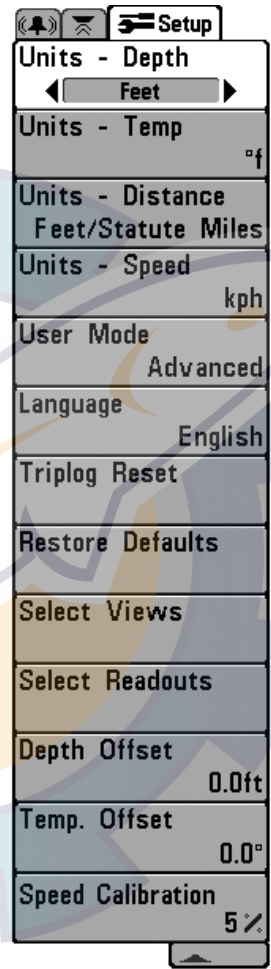 Setup
Units - Depth
Feet
Units - Temp
°f
Units - Distance
Feet/Statute Miles
Units - Speed
kph
User Mode
Advanced
Language
English
Triplog Reset
Restore Defaults
Select Views
Select Readouts
Depth Offset
0.0ft
Temp. Offset
0.0°
Speed Calibration
5%